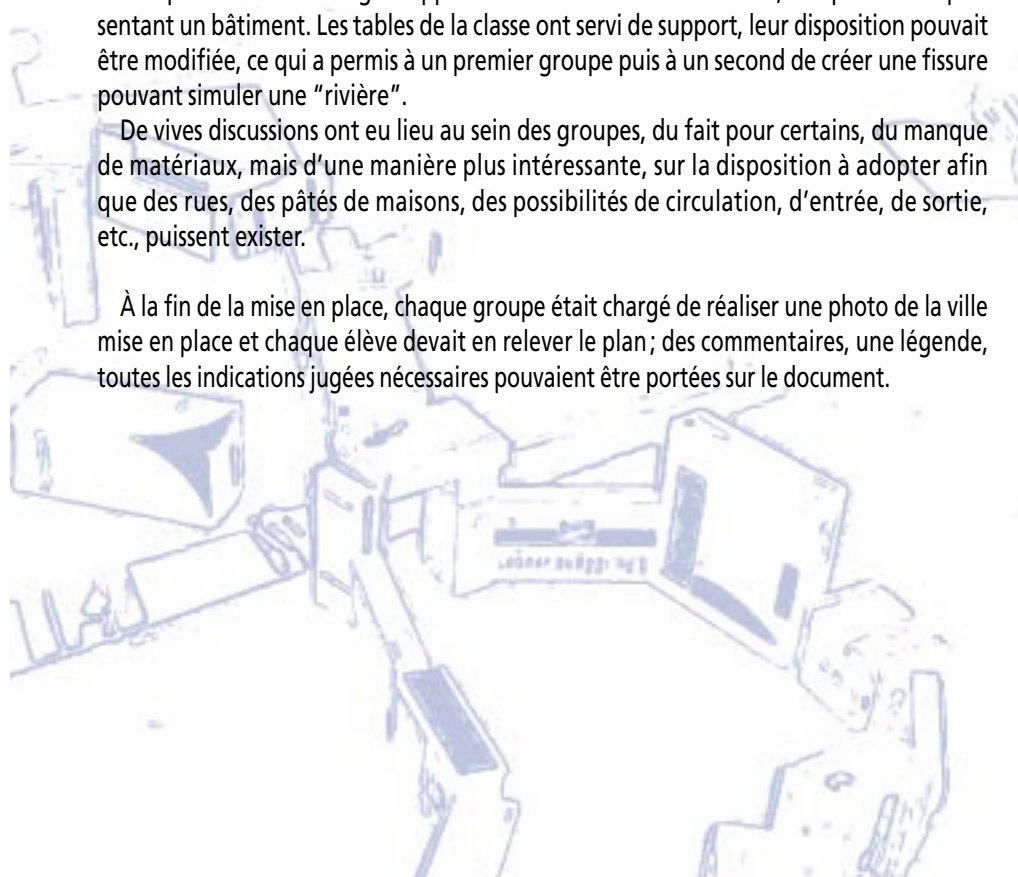 sentant un bâtiment. Les tables de la classe ont servi de support, leur disposition pouvait
être modifiée, ce qui a permis à un premier groupe puis à un second de créer une fissure
pouvant simuler une “rivière”.
De vives discussions ont eu lieu au sein des groupes, du fait pour certains, du manque
de matériaux, mais d’une manière plus intéressante, sur la disposition à adopter afin
que des rues, des pâtés de maisons, des possibilités de circulation, d’entrée, de sortie,
etc., puissent exister.
À la fin de la mise en place, chaque groupe était chargé de réaliser une photo de la ville
mise en place et chaque élève devait en relever le plan ; des commentaires, une légende,
toutes les indications jugées nécessaires pouvaient être portées sur le document.